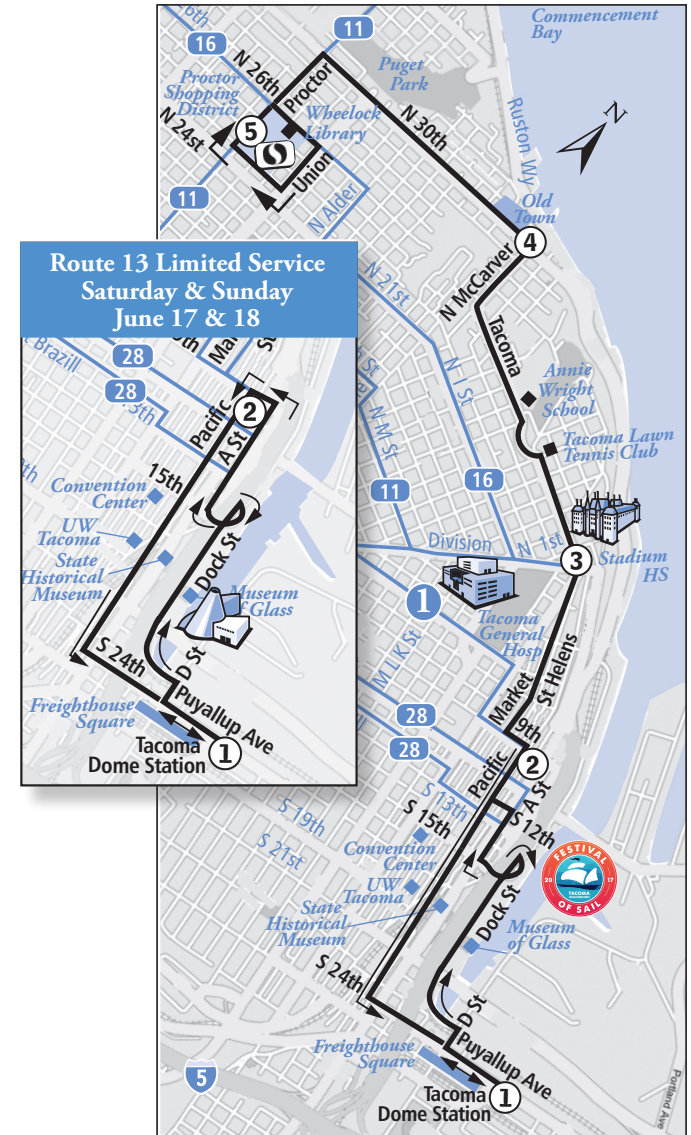 Commencement
Bay
6th
16
11
Puget
Park
Proctor
Shopping
District
N 26th
Proctor
Wheelock
Library
N 24st
5
N 30th
Ruston Wy
N
Union
11
N Alder
Old
Town
4
N McCarver
N 21st
Tacoma
N I St
Annie
Wright
School
N M St
Tacoma Lawn
Tennis Club
11
16
Division
N 1st
3
Stadium
HS
1
Tacoma
General
Hosp
M L K St
St Helens
Market
9th
28
28
2
Pacific
A St
S 12th
S 13th
S 15th
S 19th
S 21st
Convention
Center
UW
Tacoma
State
Historical
Museum
FESTIVAL
20 17
TACOMA
OF SAIL
Dock St
Museum
of Glass
S 24th
D St
Puyallup Ave
Freighthouse
Square
5
Tacoma
Dome Station
1
Portland Ave
Route 13 Limited Service
Saturday & Sunday
June 17 & 18
Brazill
28
28
13th
Pacific
2
A St
15th
Convention
Center
UW
Tacoma
State
Historical
Museum
Dock St
Museum
of Glass
S 24th
D St
Puyallup Ave
Freighthouse
Square
Tacoma
Dome Station
1